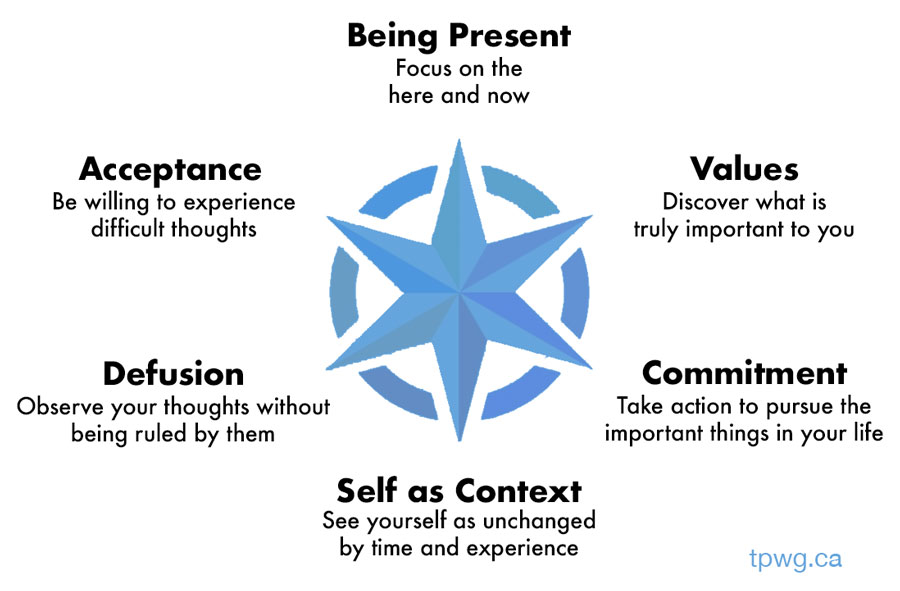 Being Present
Focus on the
here and now
Acceptance
Be willing to experience
difficult thoughts
Values
Discover what is
truly important to you
Defusion
Observe your thoughts without
being ruled by them
Commitment
Take action to pursue the
important things in your life
Self as Context
See yourself as unchanged
by time and experience
tpwg.ca